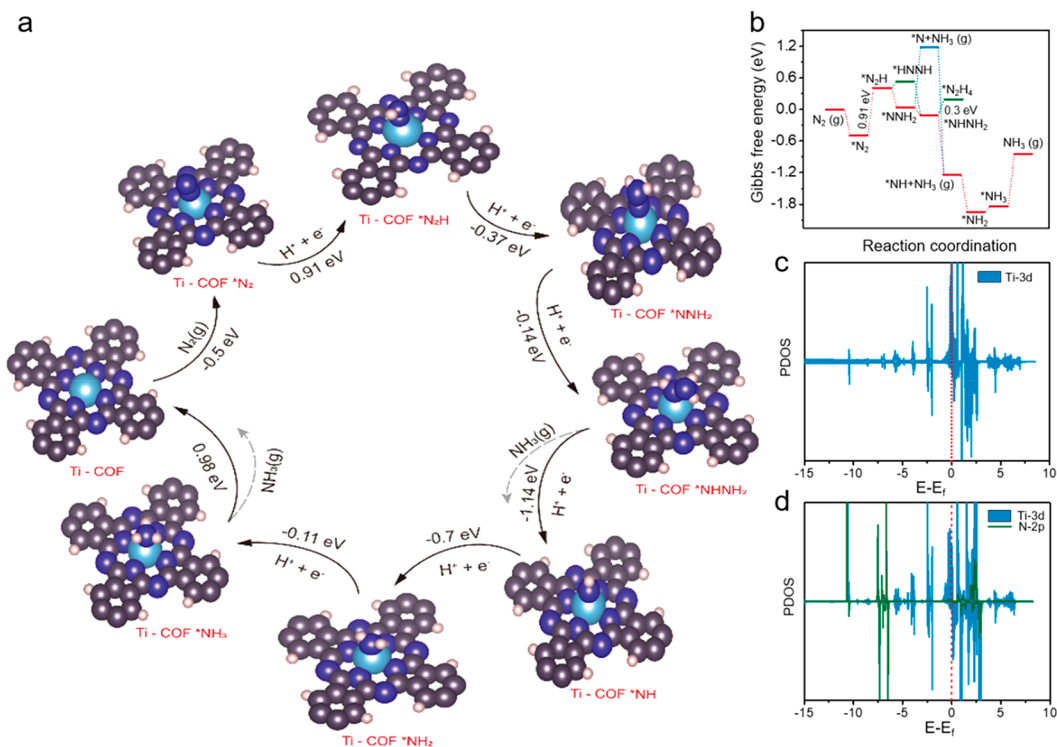 a
Ti - COF *N₂H
H⁺ + e⁻
0.91 eV
H⁺ + e⁻
-0.37 eV
Ti - COF *N₂
Ti - COF *NNH₂
N₂(g)
-0.5 eV
H⁺ + e⁻
-0.14 eV
Ti - COF
Ti - COF *NHNH₂
0.98 eV
NH₃(g)
NH₃(g)
-1.14 eV
H⁺ + e⁻
-0.11 eV
H⁺ + e⁻
-0.7 eV
H⁺ + e⁻
Ti - COF *NH₃
Ti - COF *NH
Ti - COF *NH₂
b
Gibbs free energy (eV)
1.2
0.6
0.0
-0.6
-1.2
-1.8
N₂ (g)
*N₂
0.91 eV
*N₂H
*HNNH
*NNH₂
*N+NH₃ (g)
*N₂H₄
0.3 eV
*NHNH₂
*NH+NH₃ (g)
*NH₂
*NH₃
NH₃ (g)
Reaction coordination
c
PDOS
Ti-3d
-15 -10 -5 0 5 10
E-E_f
d
PDOS
Ti-3d
N-2p
-15 -10 -5 0 5 10
E-E_f